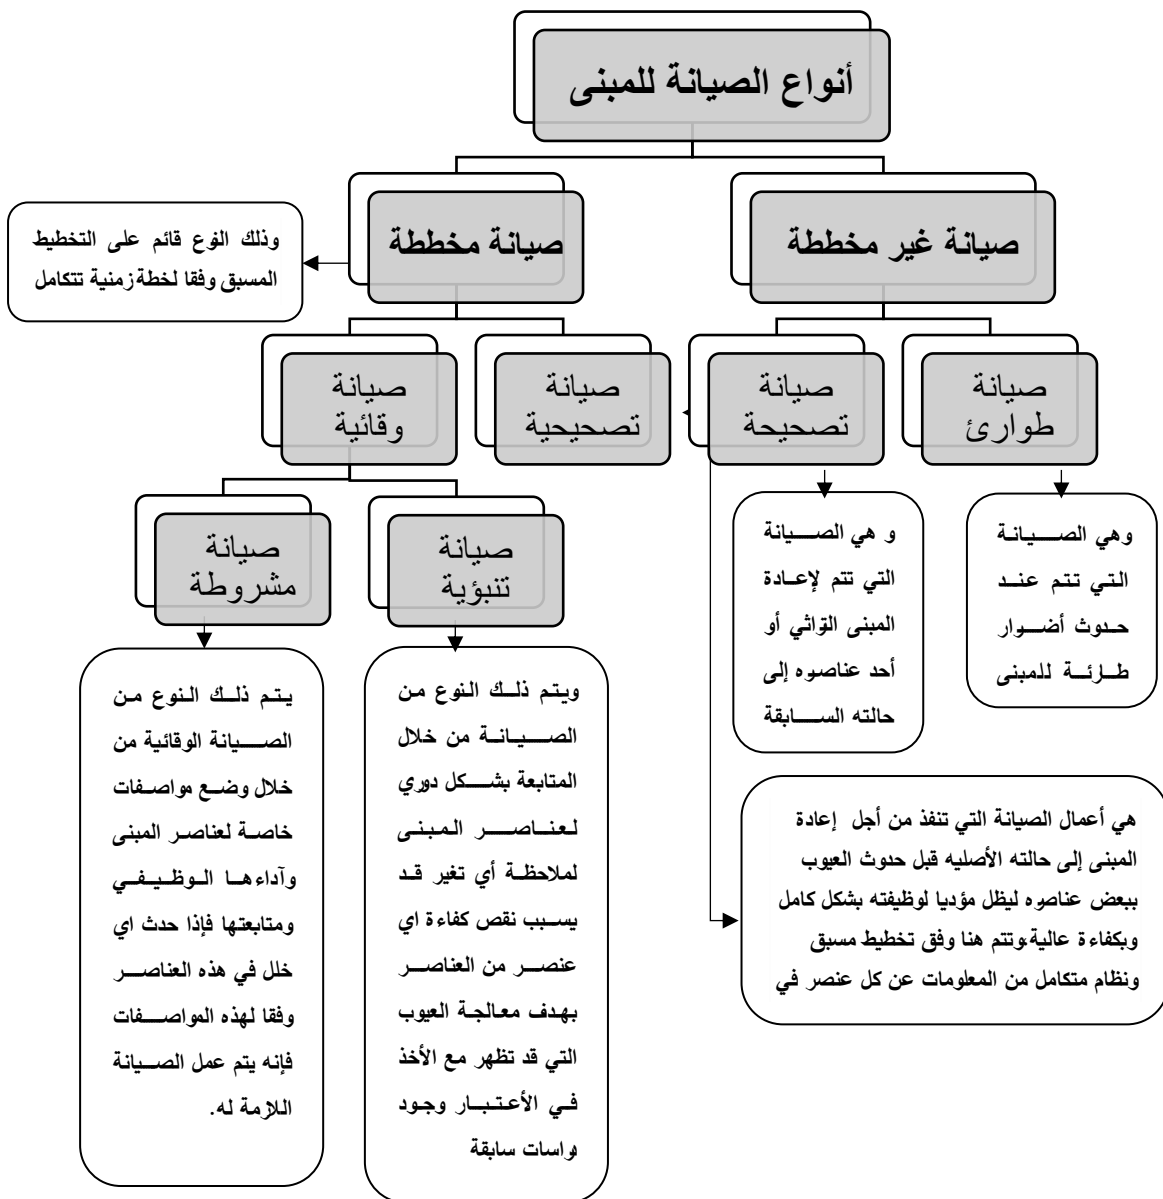 أنواع الصيانة للمبنى
صيانة غير مخططة
صيانة مخططة
وذلك النوع قائم على التخطيط
المسبق وفقا لخطة زمنية تتكامل
صيانة
طوارئ
صيانة
تصحيحة
صيانة
تصحيحية
صيانة
وقائية
صيانة
تنبؤية
صيانة
مشروطة
وهي الصيانة
التي تتم عند
حدوث أضوار
طارئة للمبنى
و هي الصيانة
التي تتم لإعادة
المبنى التواثي أو
أحد عناصوه إلى
حالته السابقة
هي أعمال الصيانة التي تنفذ من أجل إعادة
المبنى إلى حالته الأصليه قبل حدوث العيوب
ببعض عناصوه ليظل مؤديا لوظيفته بشكل كامل
وبكفاءة عالية،وتتم هنا وفق تخطيط مسبق
ونظام متكامل من المعلومات عن كل عنصر في
ويتم ذلك النوع من
الصيانة من خلال
المتابعة بشكل دوري
لعناصر المبنى
لملاحظة أي تغير قد
يسبب نقص كفاءة اي
عنصر من العناصر
بهدف معالجة العيوب
التي قد تظهر مع الأخذ
في الأعتبار وجود
سابقة
يتم ذلك النوع من
الصيانة الوقائية من
خلال وضع مواصفات
خاصة لعناصر المبنى
وآداءها الوظيفي
ومتابعتها فإذا حدث اي
خلل في هذه العناصر
وفقا لهذه المواصفات
فإنه يتم عمل الصيانة
اللازمة له.